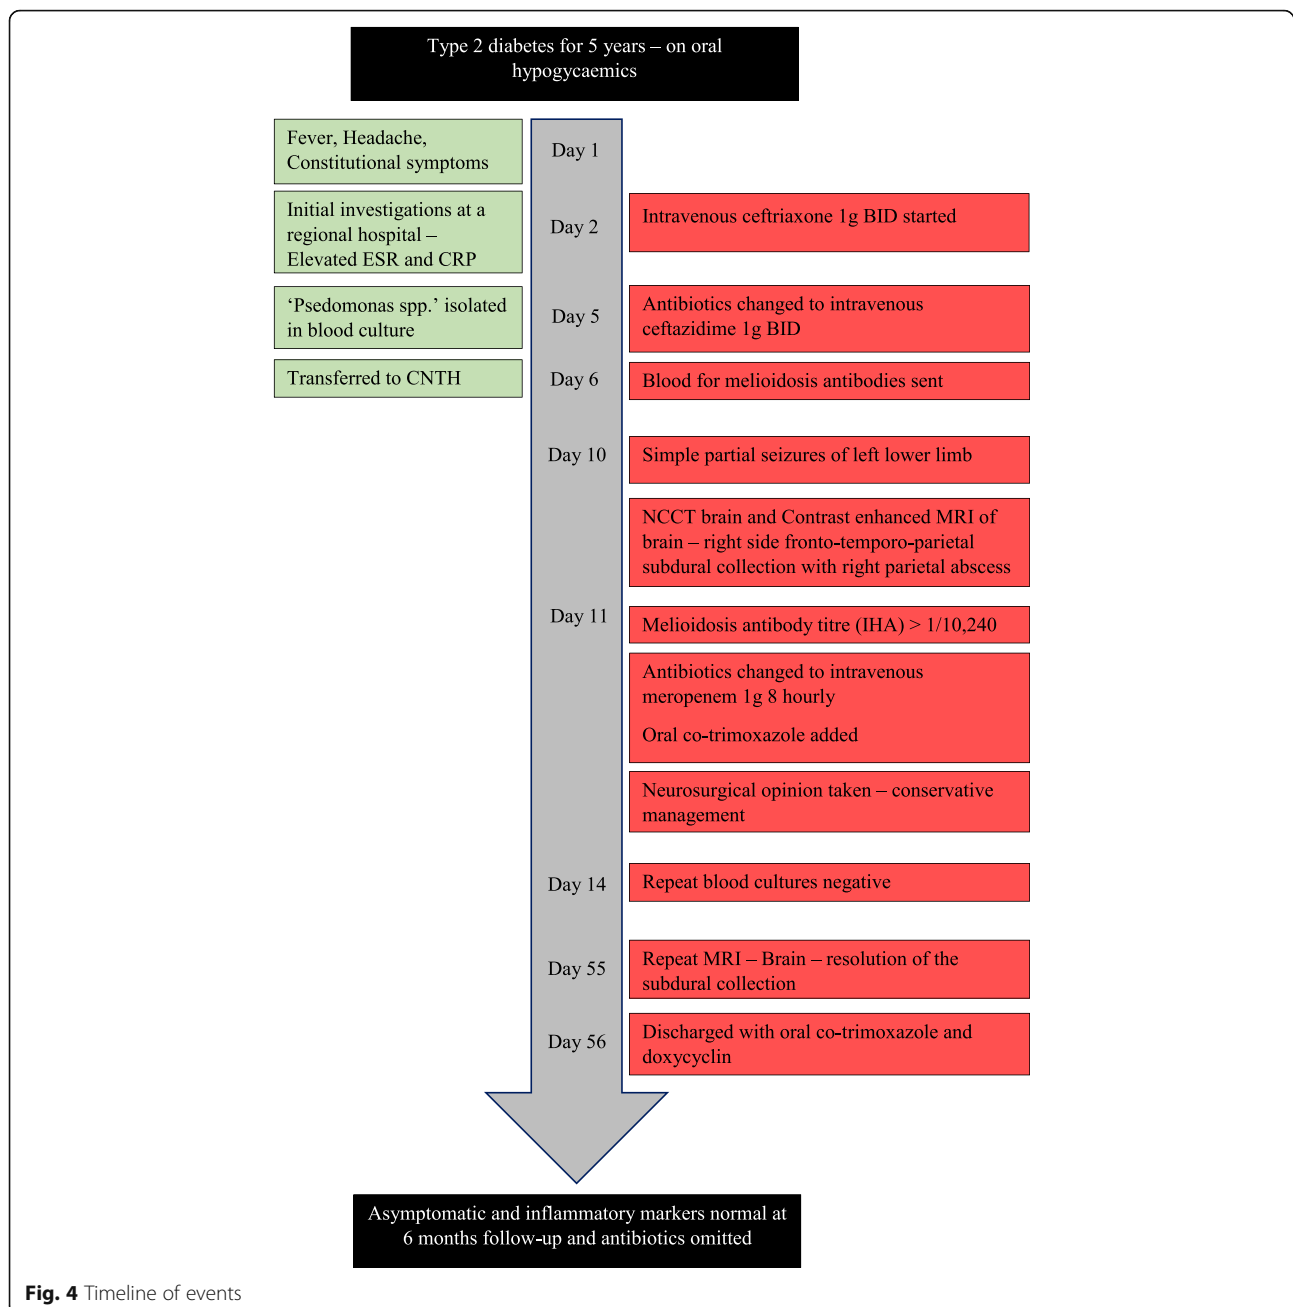 Type 2 diabetes for 5 years – on oral
hypogycaemics
Fever, Headache,
Constitutional symptoms
Day 1
Initial investigations at a
regional hospital –
Elevated ESR and CRP
Day 2
Intravenous ceftriaxone 1g BID started
‘Psedomonas spp.’ isolated
in blood culture
Day 5
Antibiotics changed to intravenous
ceftazidime 1g BID
Transferred to CNTH
Day 6
Blood for melioidosis antibodies sent
Day 10
Simple partial seizures of left lower limb
NCCT brain and Contrast enhanced MRI of
brain – right side fronto-temporo-parietal
subdural collection with right parietal abscess
Day 11
Melioidosis antibody titre (IHA) > 1/10,240
Antibiotics changed to intravenous
meropenem 1g 8 hourly
Oral co-trimoxazole added
Neurosurgical opinion taken – conservative
management
Day 14
Repeat blood cultures negative
Day 55
Repeat MRI – Brain – resolution of the
subdural collection
Day 56
Discharged with oral co-trimoxazole and
doxycyclin
Asymptomatic and inflammatory markers normal at
6 months follow-up and antibiotics omitted
Fig. 4 Timeline of events